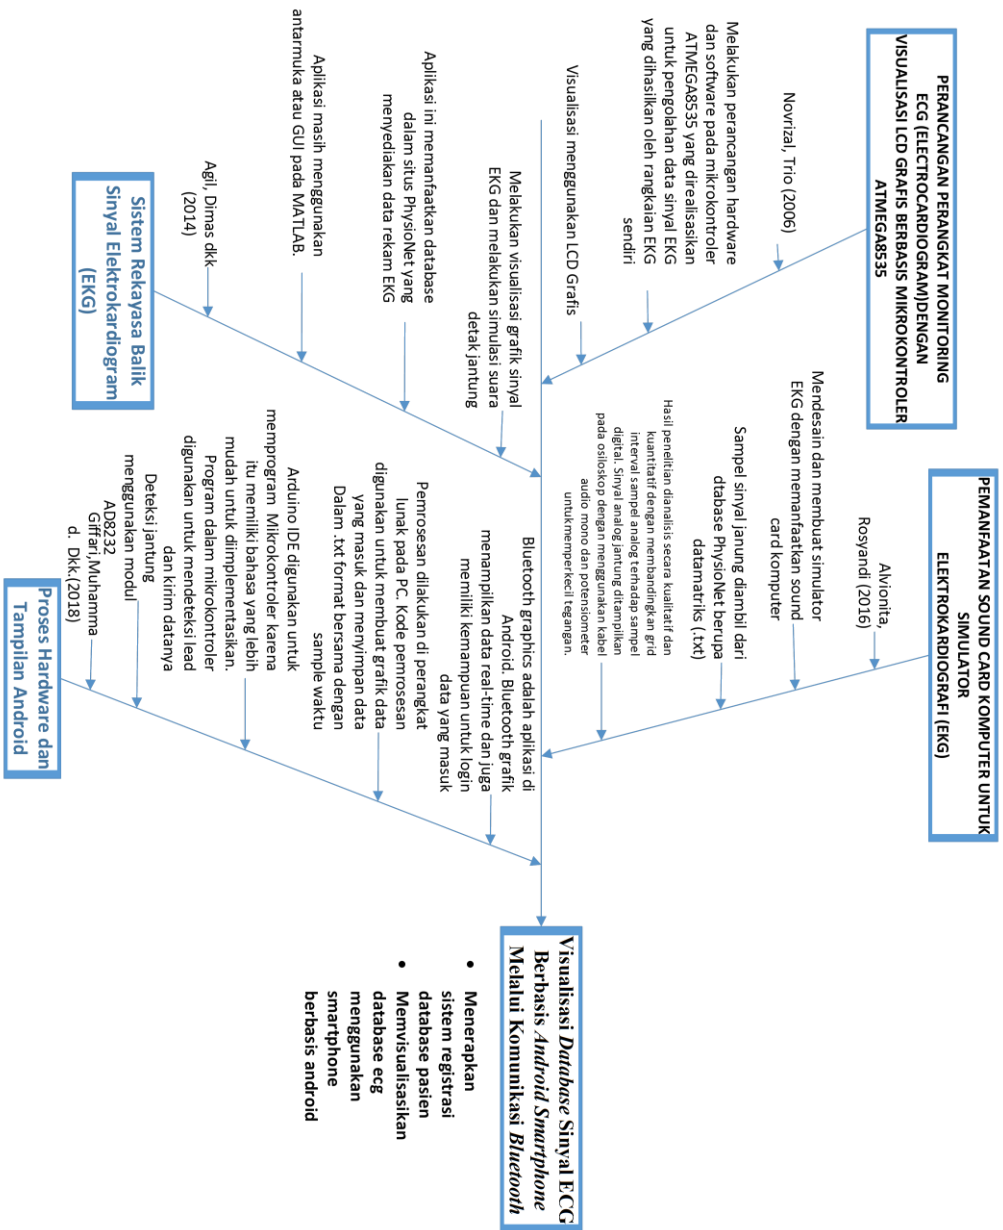 PERANCANGAN PERANGKAT MONITORING
ECG (ELECTROCARDIOGRAM)DENGAN
VISUALISASI LCD GRAFIS BERBASIS MIKROKONTROLER
ATMEGA8535
Novrizal, Trio (2006)
Melakukan perancangan hardware
dan software pada mikrokontroler
ATMEGA8535 yang direalisasikan
untuk pengolahan data sinyal EKG
yang dihasilkan oleh rangkaian EKG
sendiri
Visualisasi menggunakan LCD Grafis
PEMANFAATAN SOUND CARD KOMPUTER UNTUK
SIMULATOR
ELEKTROKARDIOGRAFI (EKG)
Alvionita,
Rosyandi (2016)
Mendesain dan membuat simulator
EKG dengan memanfaatkan sound
card komputer
Sampel sinyal janung diambil dari
dtabase PhysioNet berupa
datamatriks (.txt)
Hasil penelitian dianalisis secara kualitatif dan
kuantitatif dengan membandingkan grid
interval sampel analog terhadap sampel
digital. Sinyal analog jantung ditampilkan
pada osiloskop dengan menggunakan kabel
audio mono dan potensiometer
untukmemperkecil tegangan.
Melakukan visualisasi grafik sinyal
EKG dan melakukan simulasi suara
detak jantung
Aplikasi ini memanfaatkan database
dalam situs PhysioNet yang
menyediakan data rekam EKG
Aplikasi masih menggunakan
antarmuka atau GUI pada MATLAB.
Agil, Dimas dkk
(2014)
Sistem Rekayasa Balik
Sinyal Elektrokardiogram
(EKG)
Bluetooth graphics adalah aplikasi di
Android. Bluetooth grafik
menampilkan data real-time dan juga
memiliki kemampuan untuk login
data yang masuk
Pemrosesan dilakukan di perangkat
lunak pada PC. Kode pemrosesan
digunakan untuk membuat grafik data
yang masuk dan menyimpan data
Dalam .txt format bersama dengan
sample waktu
Arduino IDE digunakan untuk
memprogram Mikrokontroler karena
itu memiliki bahasa yang lebih
mudah untuk diimplementasikan.
Program dalam mikrokontroler
digunakan untuk mendeteksi lead
dan kirim datanya
Deteksi jantung
menggunakan modul
AD8232
Giffari,Muhamma
d. Dkk.(2018)
Proses Hardware dan
Tampilan Android
Visualisasi Database Sinyal ECG
Berbasis Android Smartphone
Melalui Komunikasi Bluetooth
• Menerapkan
sistem registrasi
database pasien
• Memvisualisasikan
database ecg
menggunakan
smartphone
berbasis android